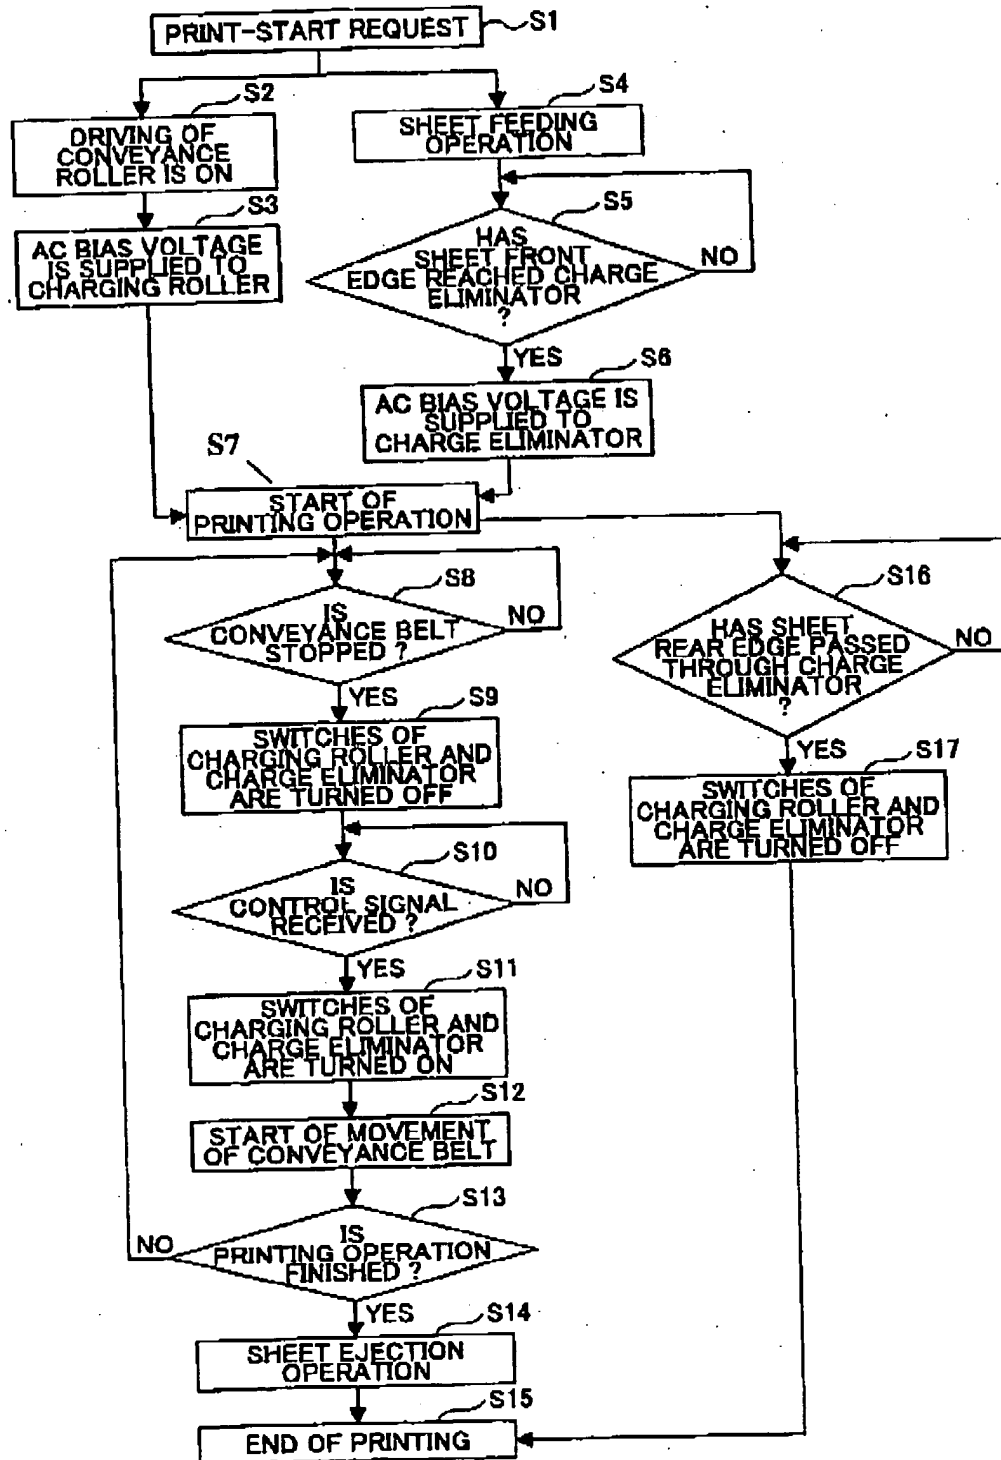 PRINT-START REQUEST
S1
S2
DRIVING OF
CONVEYANCE
ROLLER IS ON
S3
AC BIAS VOLTAGE
IS SUPPLIED TO
CHARGING ROLLER
S4
SHEET FEEDING
OPERATION
S5
HAS
SHEET FRONT
EDGE REACHED CHARGE
ELIMINATOR
?
NO
YES
S6
AC BIAS VOLTAGE IS
SUPPLIED TO
CHARGE ELIMINATOR
S7
START OF
PRINTING OPERATION
S8
IS
CONVEYANCE BELT
STOPPED ?
NO
YES
S9
SWITCHES OF
CHARGING ROLLER AND
CHARGE ELIMINATOR
ARE TURNED OFF
S10
IS
CONTROL SIGNAL
RECEIVED ?
NO
YES
S11
SWITCHES OF
CHARGING ROLLER AND
CHARGE ELIMINATOR
ARE TURNED ON
S12
START OF MOVEMENT
OF CONVEYANCE BELT
S13
IS
PRINTING OPERATION
FINISHED ?
NO
YES
S14
SHEET EJECTION
OPERATION
S15
END OF PRINTING
S16
HAS SHEET
REAR EDGE PASSED
THROUGH CHARGE
ELIMINATOR
?
NO
YES
S17
SWITCHES OF
CHARGING ROLLER AND
CHARGE ELIMINATOR
ARE TURNED OFF